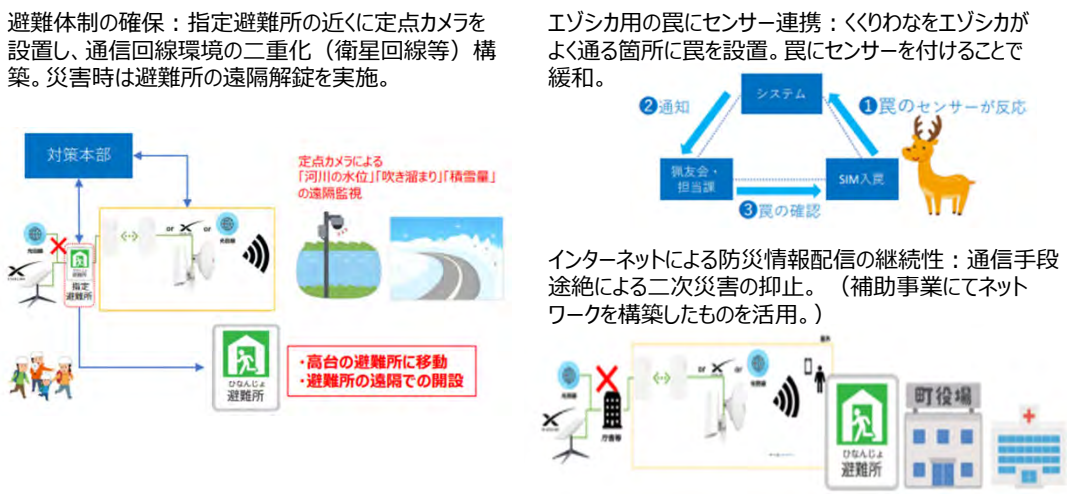 避難体制の確保：指定避難所の近くに定点カメラを
設置し、通信回線環境の二重化（衛星回線等）構
築。災害時は避難所の遠隔解錠を実施。
対策本部
定点カメラによる
「河川の水位」「吹き溜まり」「積雪量」
の遠隔監視
or
or
光回線
指定
避難所
ひなんじょ
避難所
・高台の避難所に移動
・避難所の遠隔での開設
エゾシカ用の罠にセンサー連携：くくりわなをエゾシカが
よく通る箇所に罠を設置。罠にセンサーを付けることで
緩和。
システム
❷通知
❶罠のセンサーが反応
猟友会・
担当課
SIM入罠
❸罠の確認
インターネットによる防災情報配信の継続性：通信手段
途絶による二次災害の抑止。（補助事業にてネット
ワークを構築したものを活用。）
or
or
光回線
庁舎等
ひなんじょ
避難所
町役場